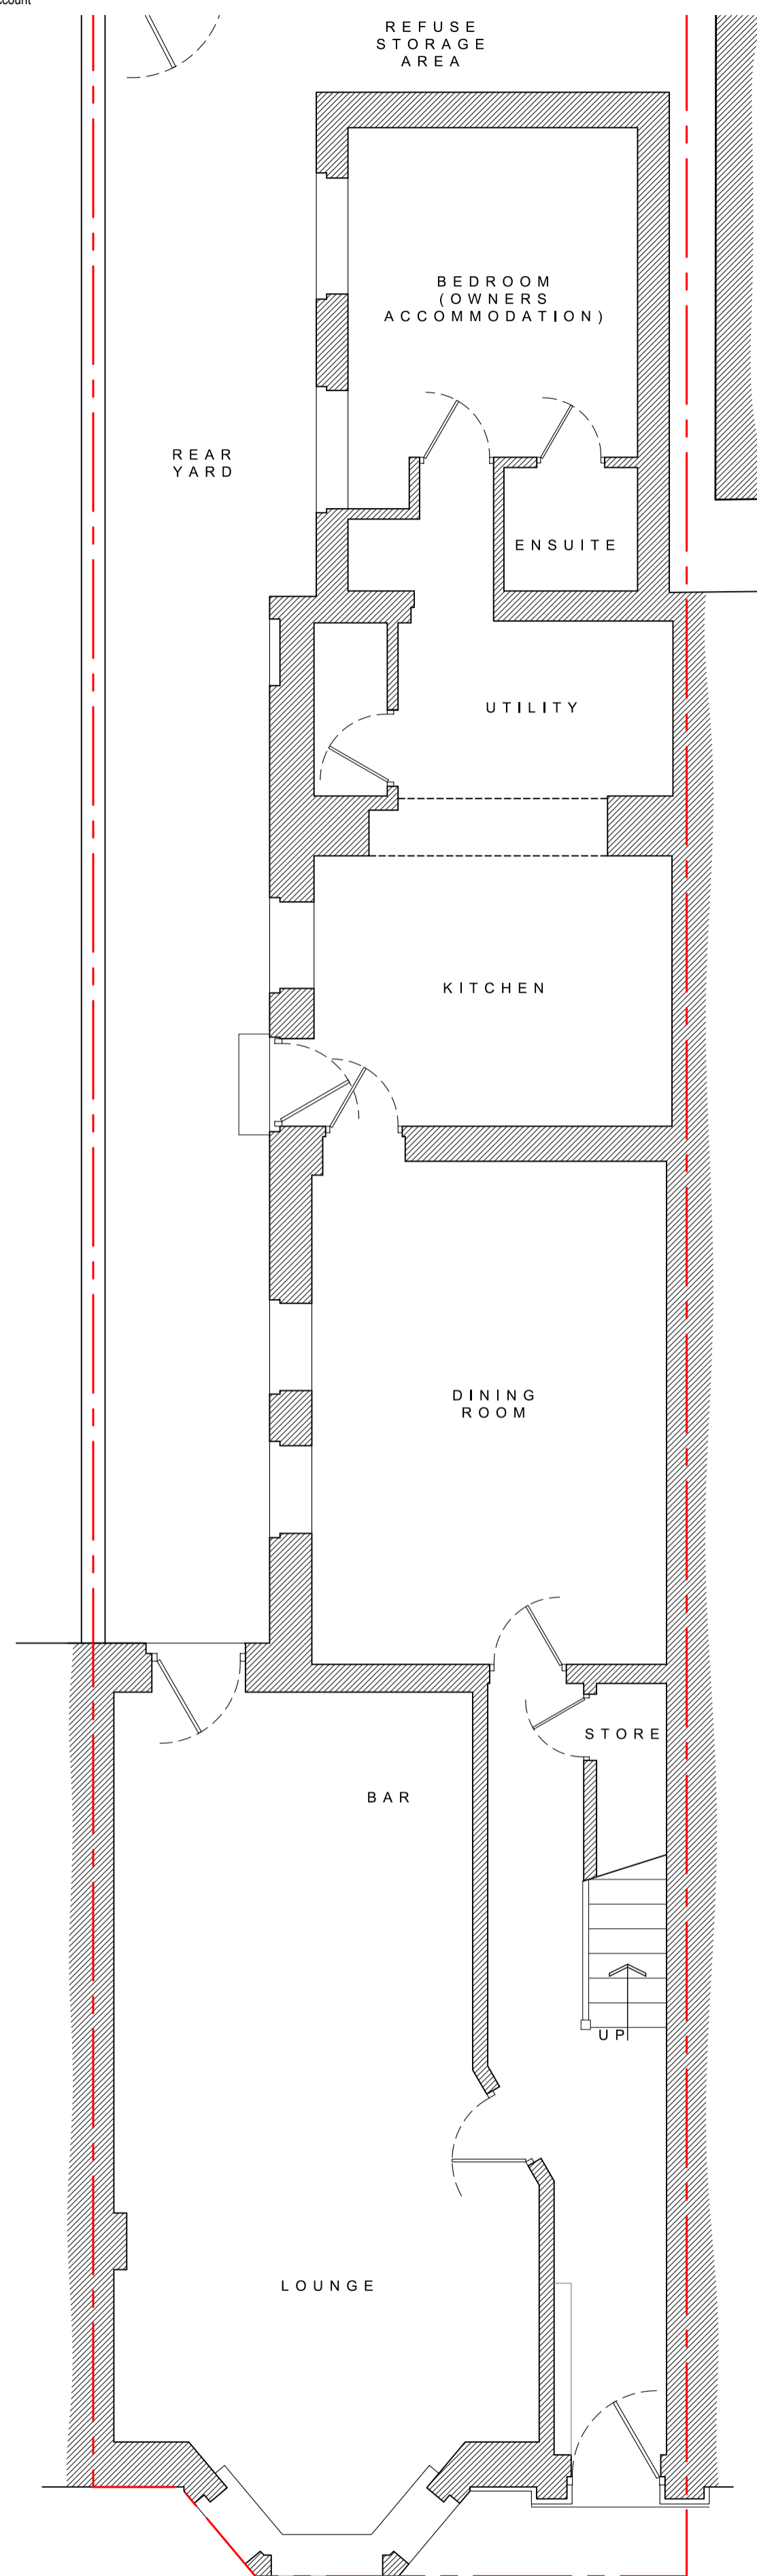 REFUSE
STORAGE
AREA
BEDROOM
(OWNERS
ACCOMMODATION)
REAR
YARD
ENSUITE
UTILITY
KITCHEN
DINING
ROOM
STORE
BAR
UP
LOUNGE